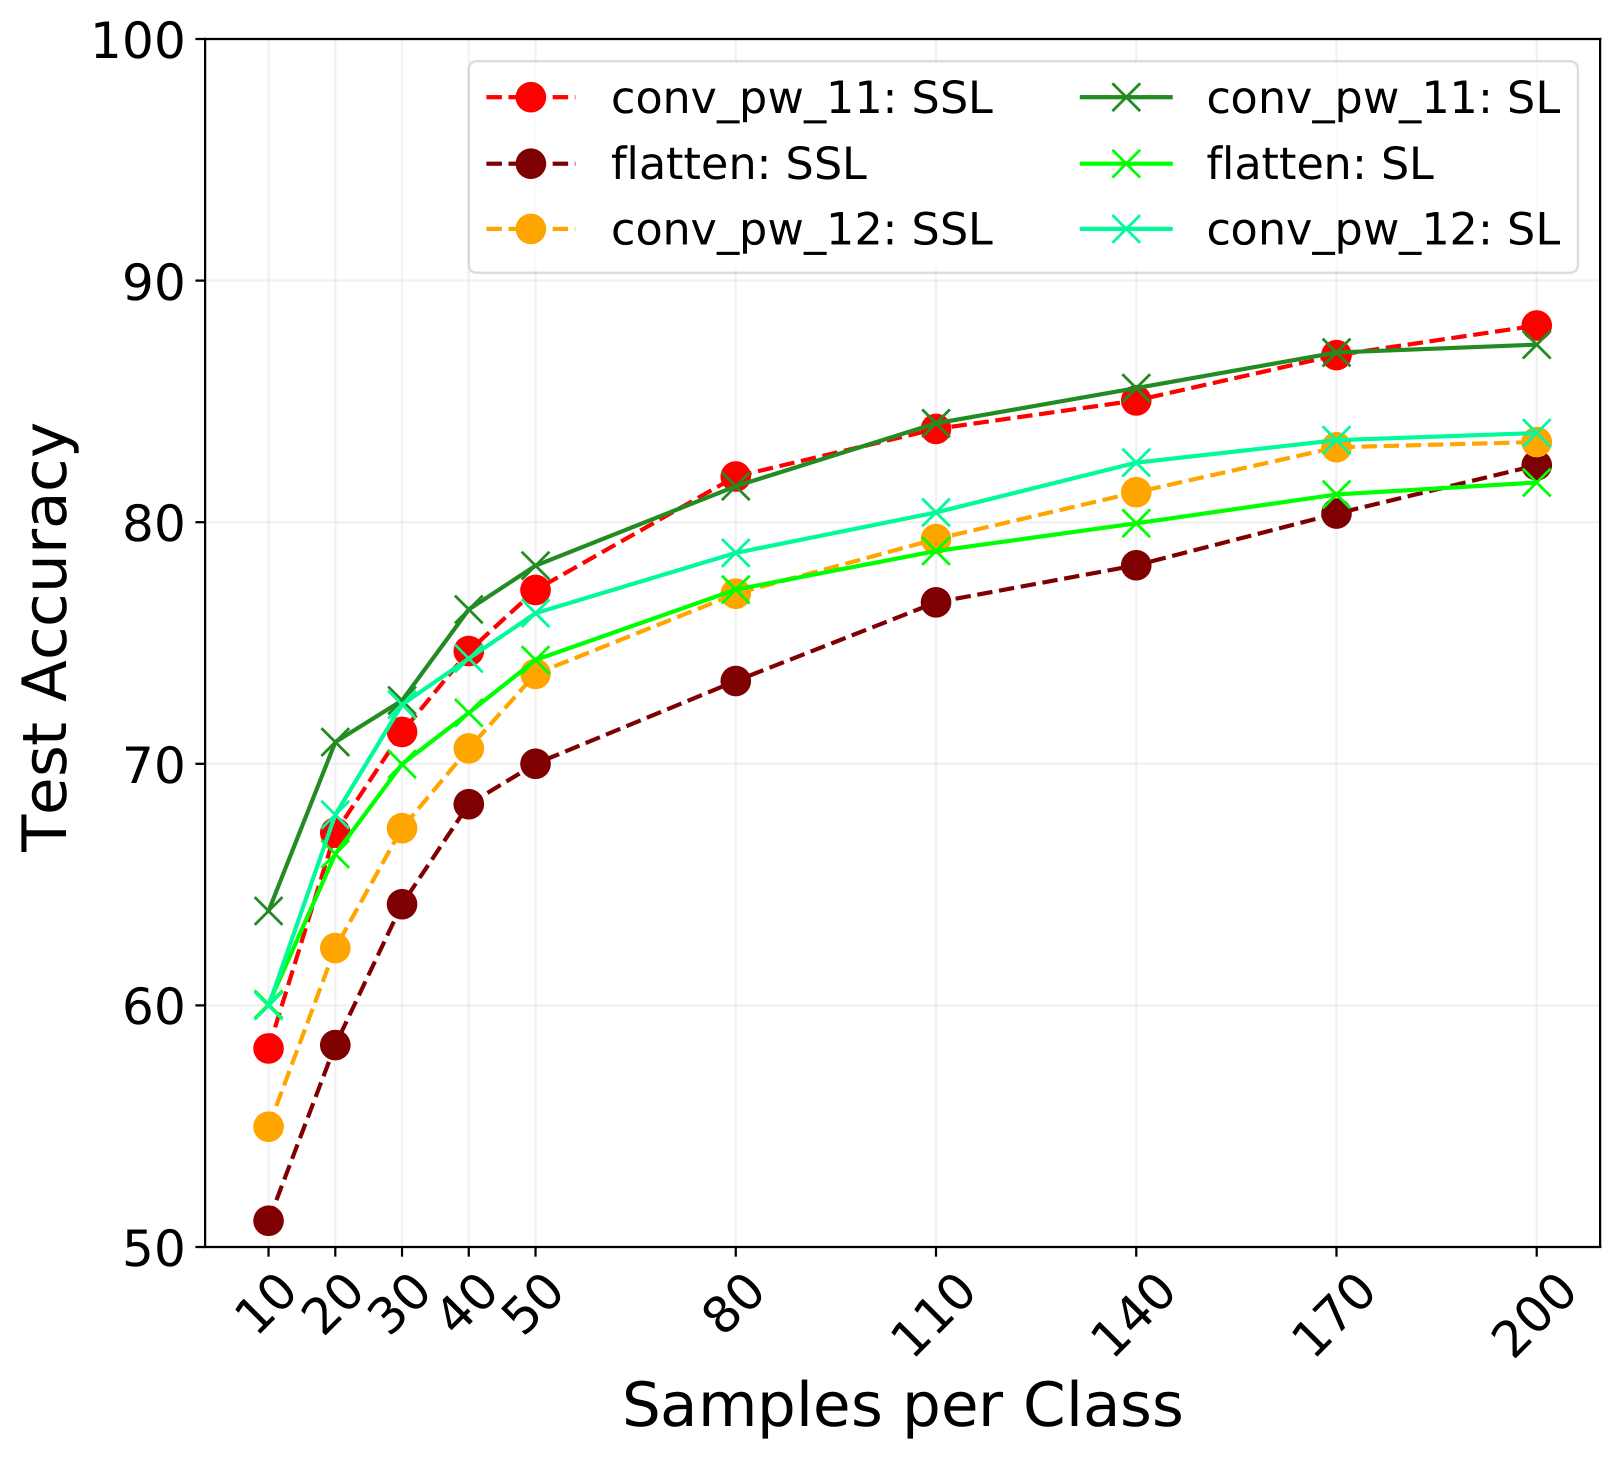 100
90
80
70
60
50
Test Accuracy
conv_pw_11: SSL
flatten: SSL
conv_pw_12: SSL
conv_pw_11: SL
flatten: SL
conv_pw_12: SL
10 20 30 40 50 80 110 140 170 200
Samples per Class